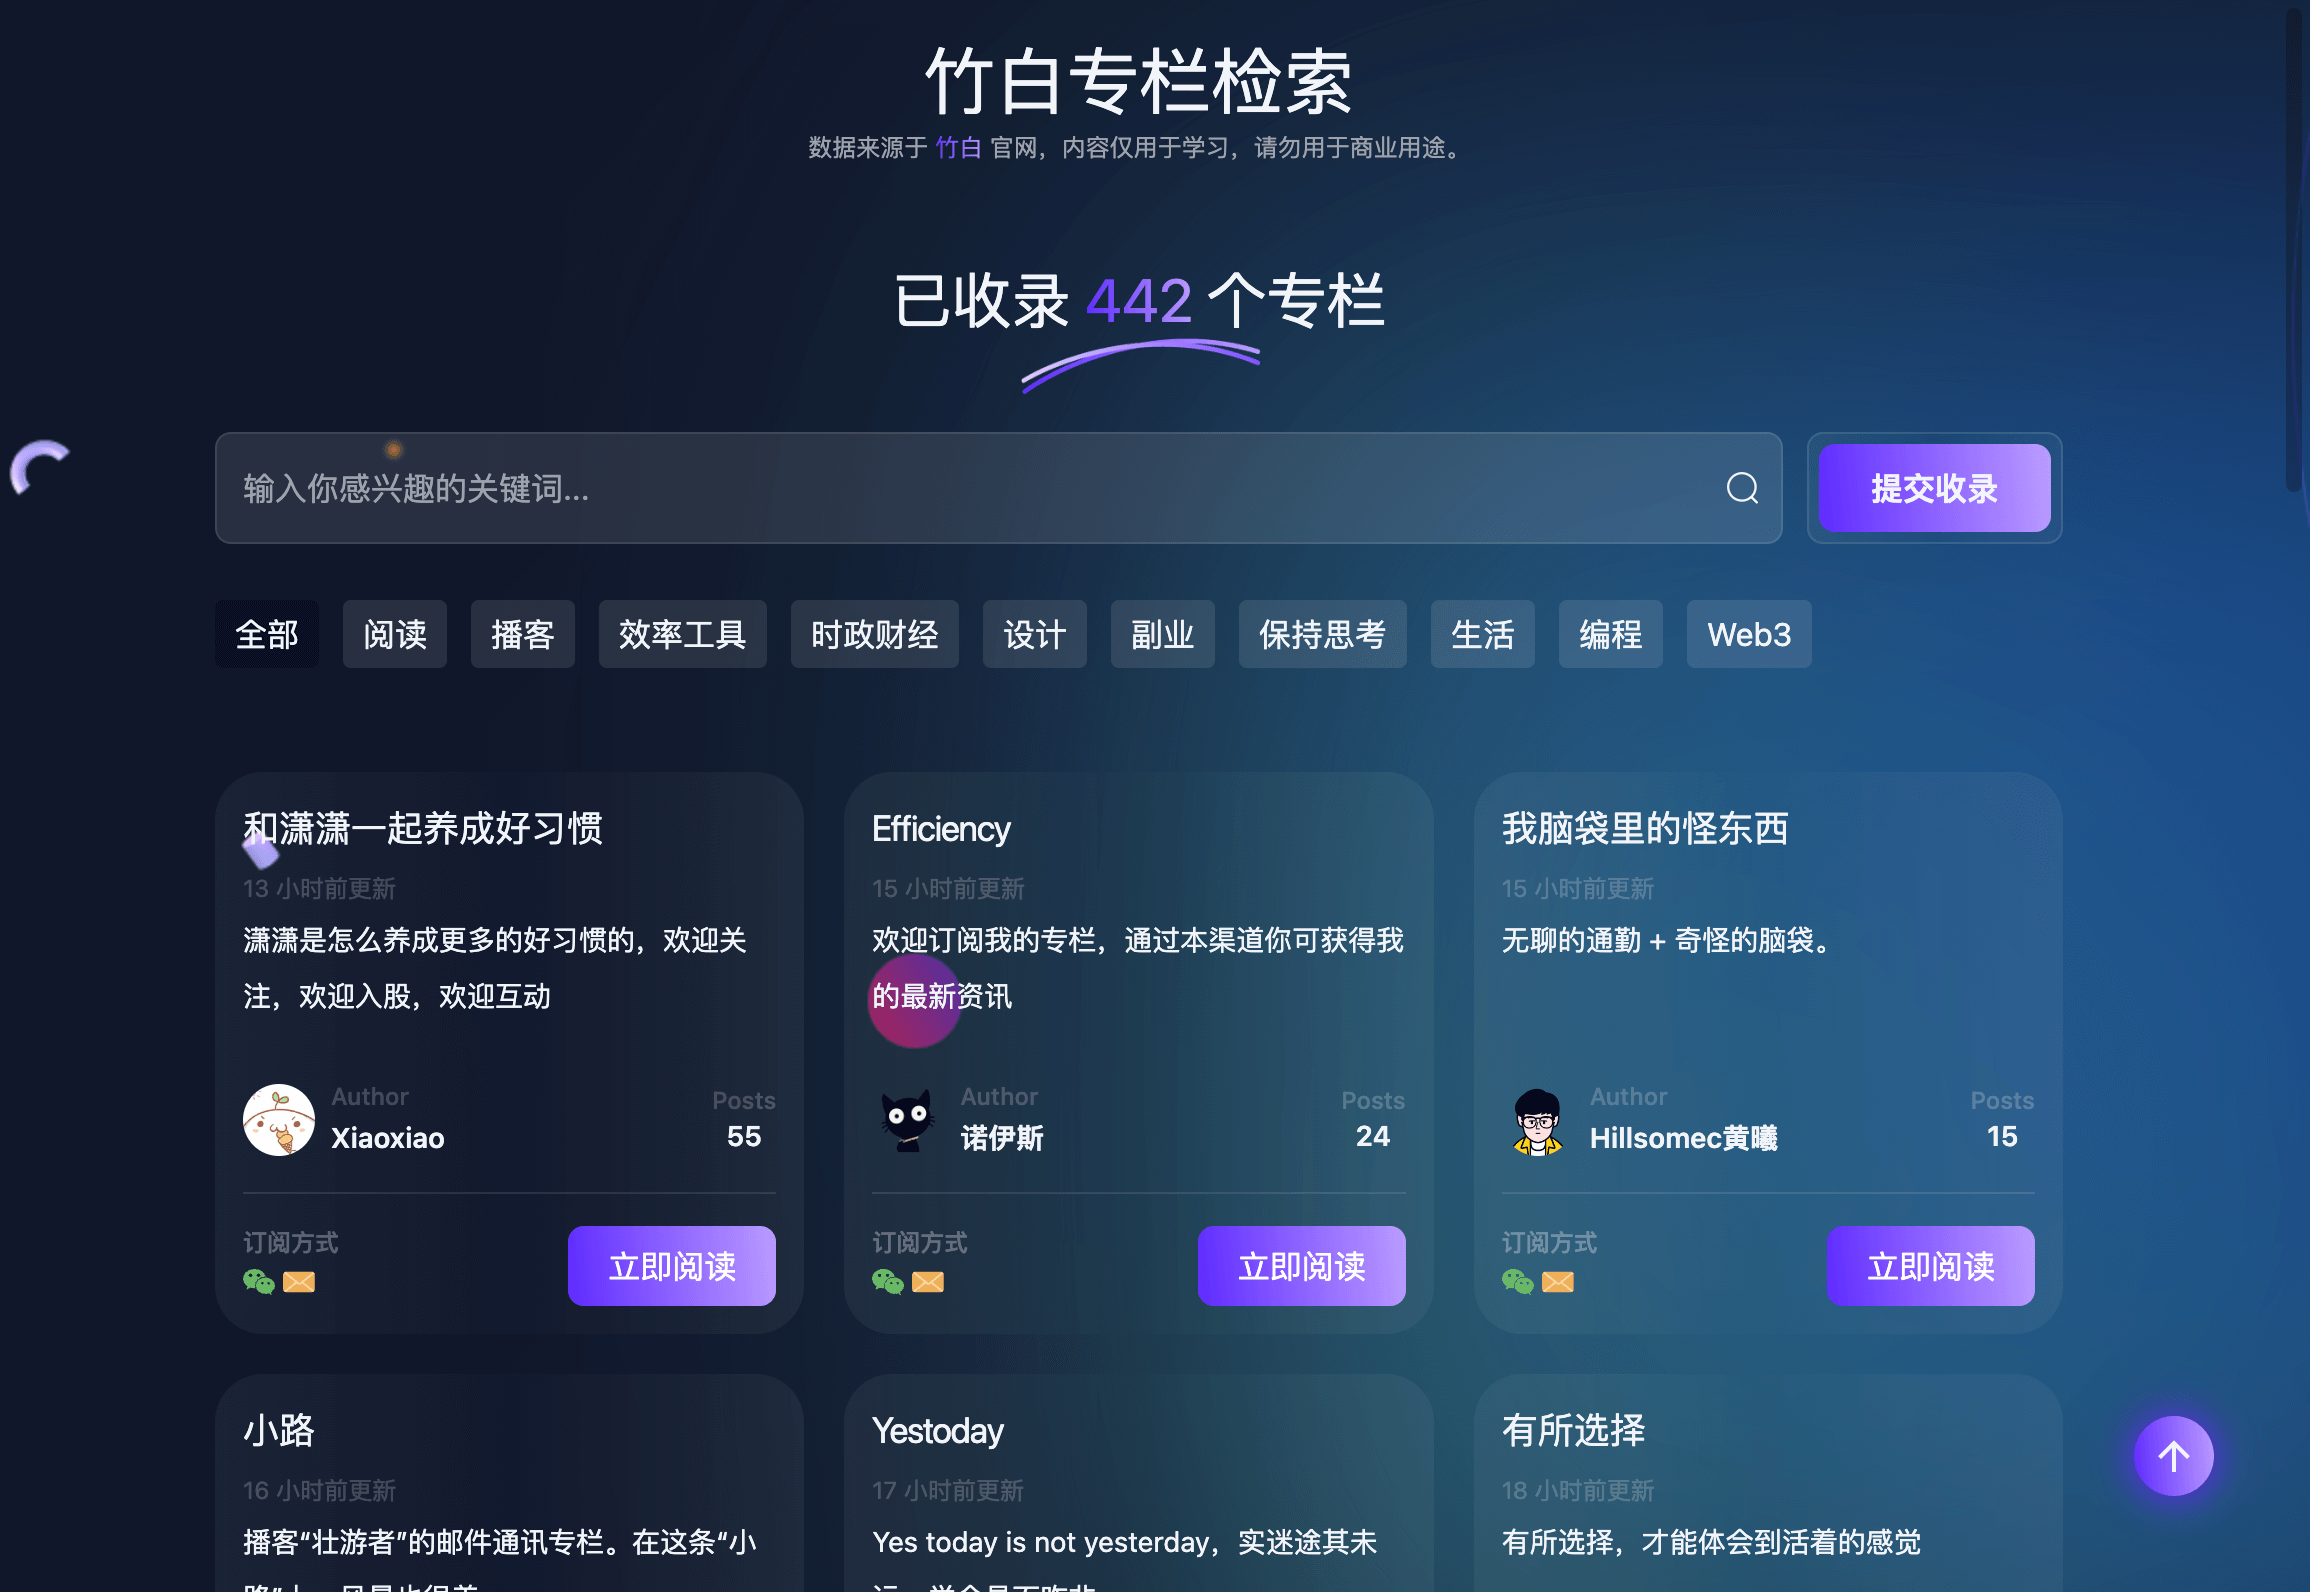 竹白专栏检索
数据来源于 竹白 官网，内容仅用于学习，请勿用于商业用途。
已收录 442 个专栏
输入你感兴趣的关键词...
提交收录
全部 阅读 播客 效率工具 时政财经 设计 副业 保持思考 生活 编程 Web3
和潇潇一起养成好习惯
13 小时前更新
潇潇是怎么养成更多的好习惯的，欢迎关
注，欢迎入股，欢迎互动
Author
Xiaoxiao
Posts
55
订阅方式
立即阅读
Efficiency
15 小时前更新
欢迎订阅我的专栏，通过本渠道你可获得我
的最新资讯
Author
诺伊斯
Posts
24
订阅方式
立即阅读
我脑袋里的怪东西
15 小时前更新
无聊的通勤 + 奇怪的脑袋。
Author
Hillsomec黄曦
Posts
15
订阅方式
立即阅读
小路
16 小时前更新
播客“壮游者”的邮件通讯专栏。在这条“小
Yestoday
17 小时前更新
Yes today is not yesterday，实迷途其未
有所选择
18 小时前更新
有所选择，才能体会到活着的感觉